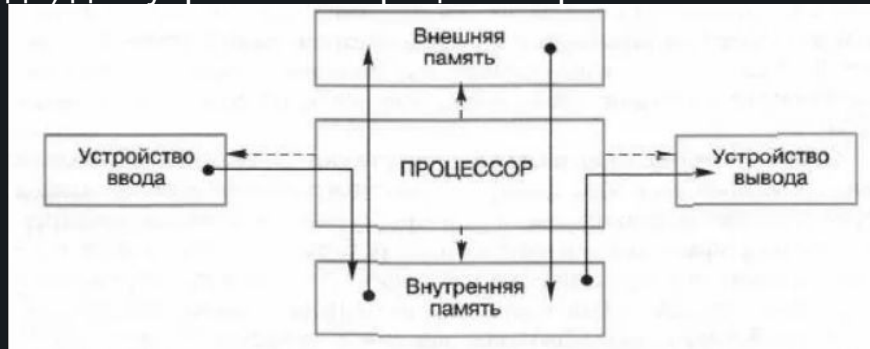 Внешняя
память
Устройство
ввода
ПРОЦЕССОР
Устройство
вывода
Внутренняя
память